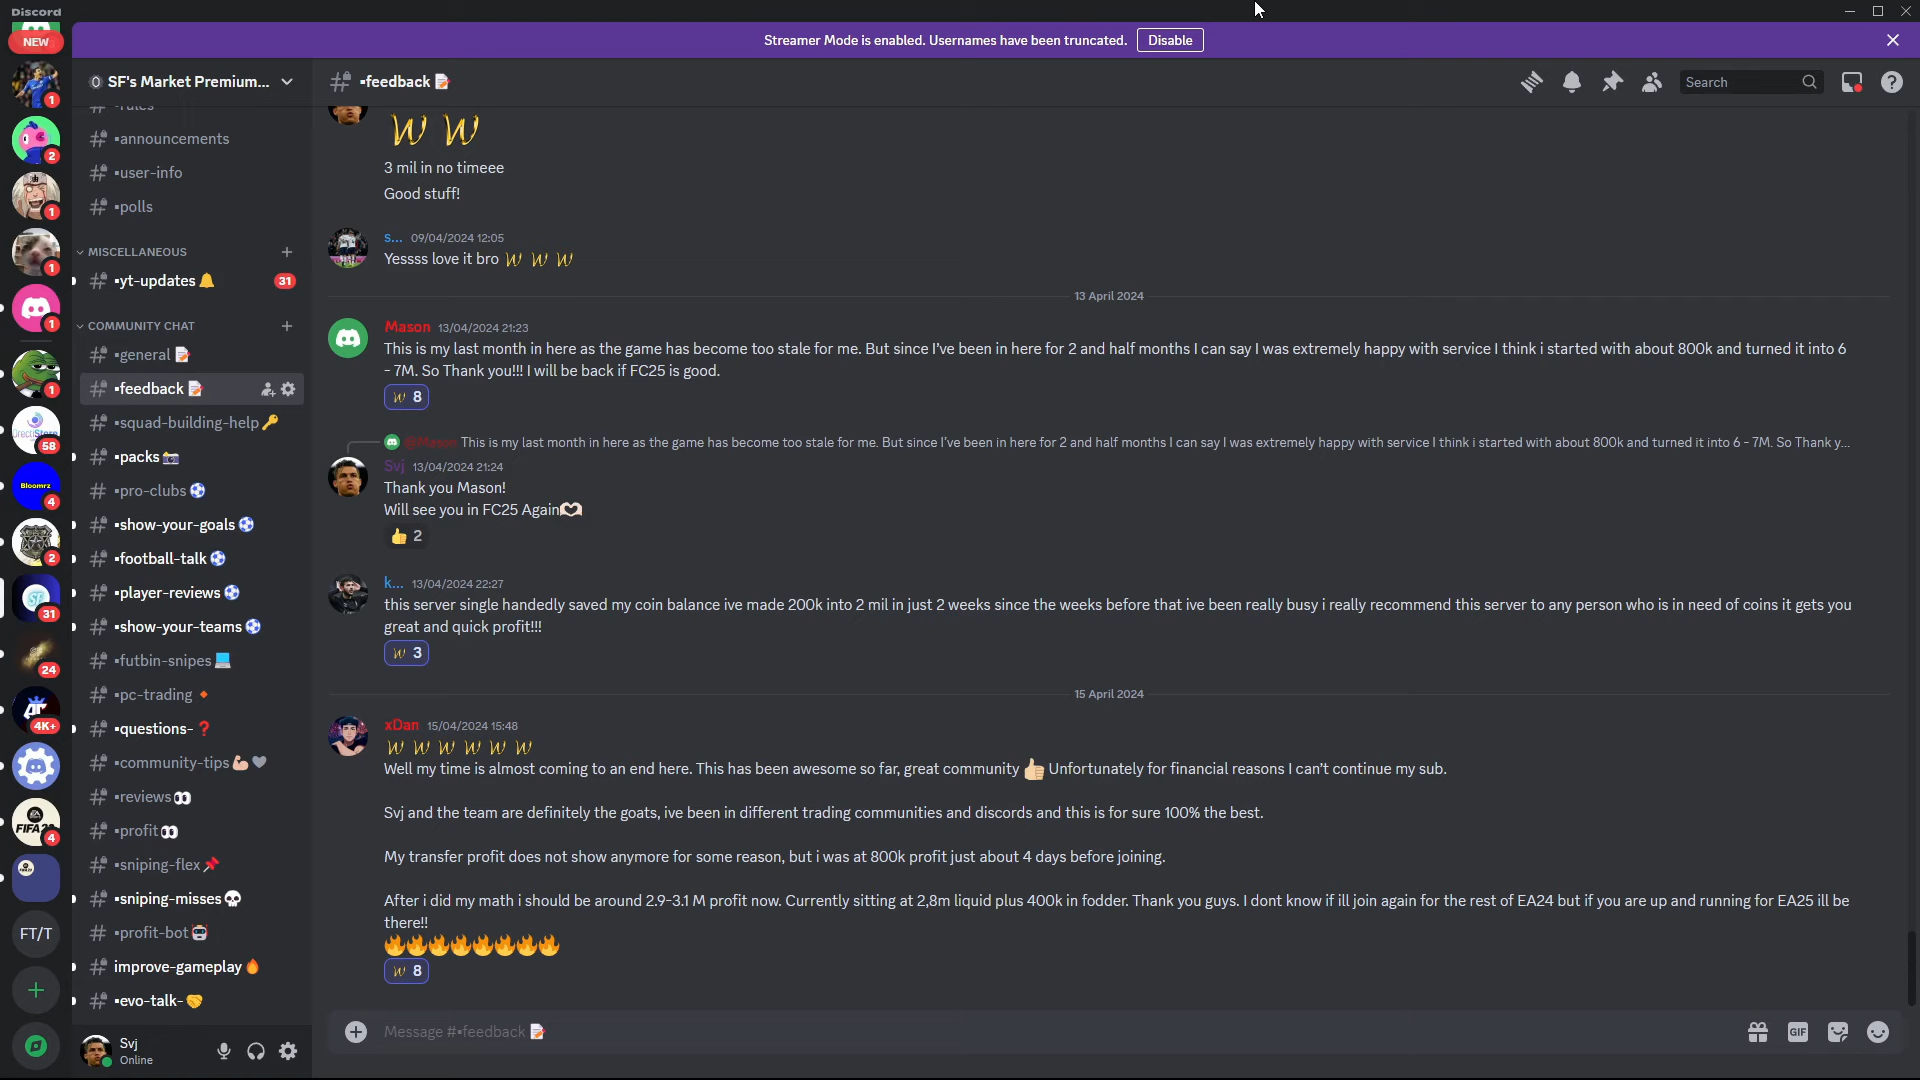 Discord
NEW
Streamer Mode is enabled. Usernames have been truncated.
Disable
SF's Market Premium...
▪feedback📝
Search
▪rules
▪announcements
▪user-info
▪polls
MISCELLANEOUS
▪yt-updates🔔
31
COMMUNITY CHAT
▪general📝
▪feedback📝
▪squad-building-help🔑
▪packs📸
▪pro-clubs⚽
▪show-your-goals⚽
▪football-talk⚽
▪player-reviews⚽
▪show-your-teams⚽
▪futbin-snipes💻
▪pc-trading🔸
▪questions-❓
▪community-tips💪🏼🖤
▪reviews👀
▪profit👀
▪sniping-flex📌
▪sniping-misses💀
▪profit-bot🤖
improve-gameplay🔥
▪evo-talk-🤝
Svj
Online
1
2
1
1
1
1
DirectStore
58
Bloomrz
4
2
SF
31
24
4K+
FIFA
4
FT/T
W W
3 mil in no timeee
Good stuff!
s... 09/04/2024 12:05
Yessss love it bro W W W
13 April 2024
Mason 13/04/2024 21:23
This is my last month in here as the game has become too stale for me. But since I've been in here for 2 and half months I can say I was extremely happy with service I think i started with about 800k and turned it into 6
- 7M. So Thank you!!! I will be back if FC25 is good.
W 8
@Mason This is my last month in here as the game has become too stale for me. But since I've been in here for 2 and half months I can say I was extremely happy with service I think i started with about 800k and turned it into 6 - 7M. So Thank y...
Svj 13/04/2024 21:24
Thank you Mason!
Will see you in FC25 Again🫶🏻
👍 2
k... 13/04/2024 22:27
this server single handedly saved my coin balance ive made 200k into 2 mil in just 2 weeks since the weeks before that ive been really busy i really recommend this server to any person who is in need of coins it gets you
great and quick profit!!!
W 3
15 April 2024
xDan 15/04/2024 15:48
W W W W W W
Well my time is almost coming to an end here. This has been awesome so far, great community 👍🏼 Unfortunately for financial reasons I can't continue my sub.
Svj and the team are definitely the goats, ive been in different trading communities and discords and this is for sure 100% the best.
My transfer profit does not show anymore for some reason, but i was at 800k profit just about 4 days before joining.
After i did my math i should be around 2.9-3.1 M profit now. Currently sitting at 2,8m liquid plus 400k in fodder. Thank you guys. I dont know if ill join again for the rest of EA24 but if you are up and running for EA25 ill be
there!!
🔥🔥🔥🔥🔥🔥🔥🔥
W 8
Message #▪feedback📝
GIF